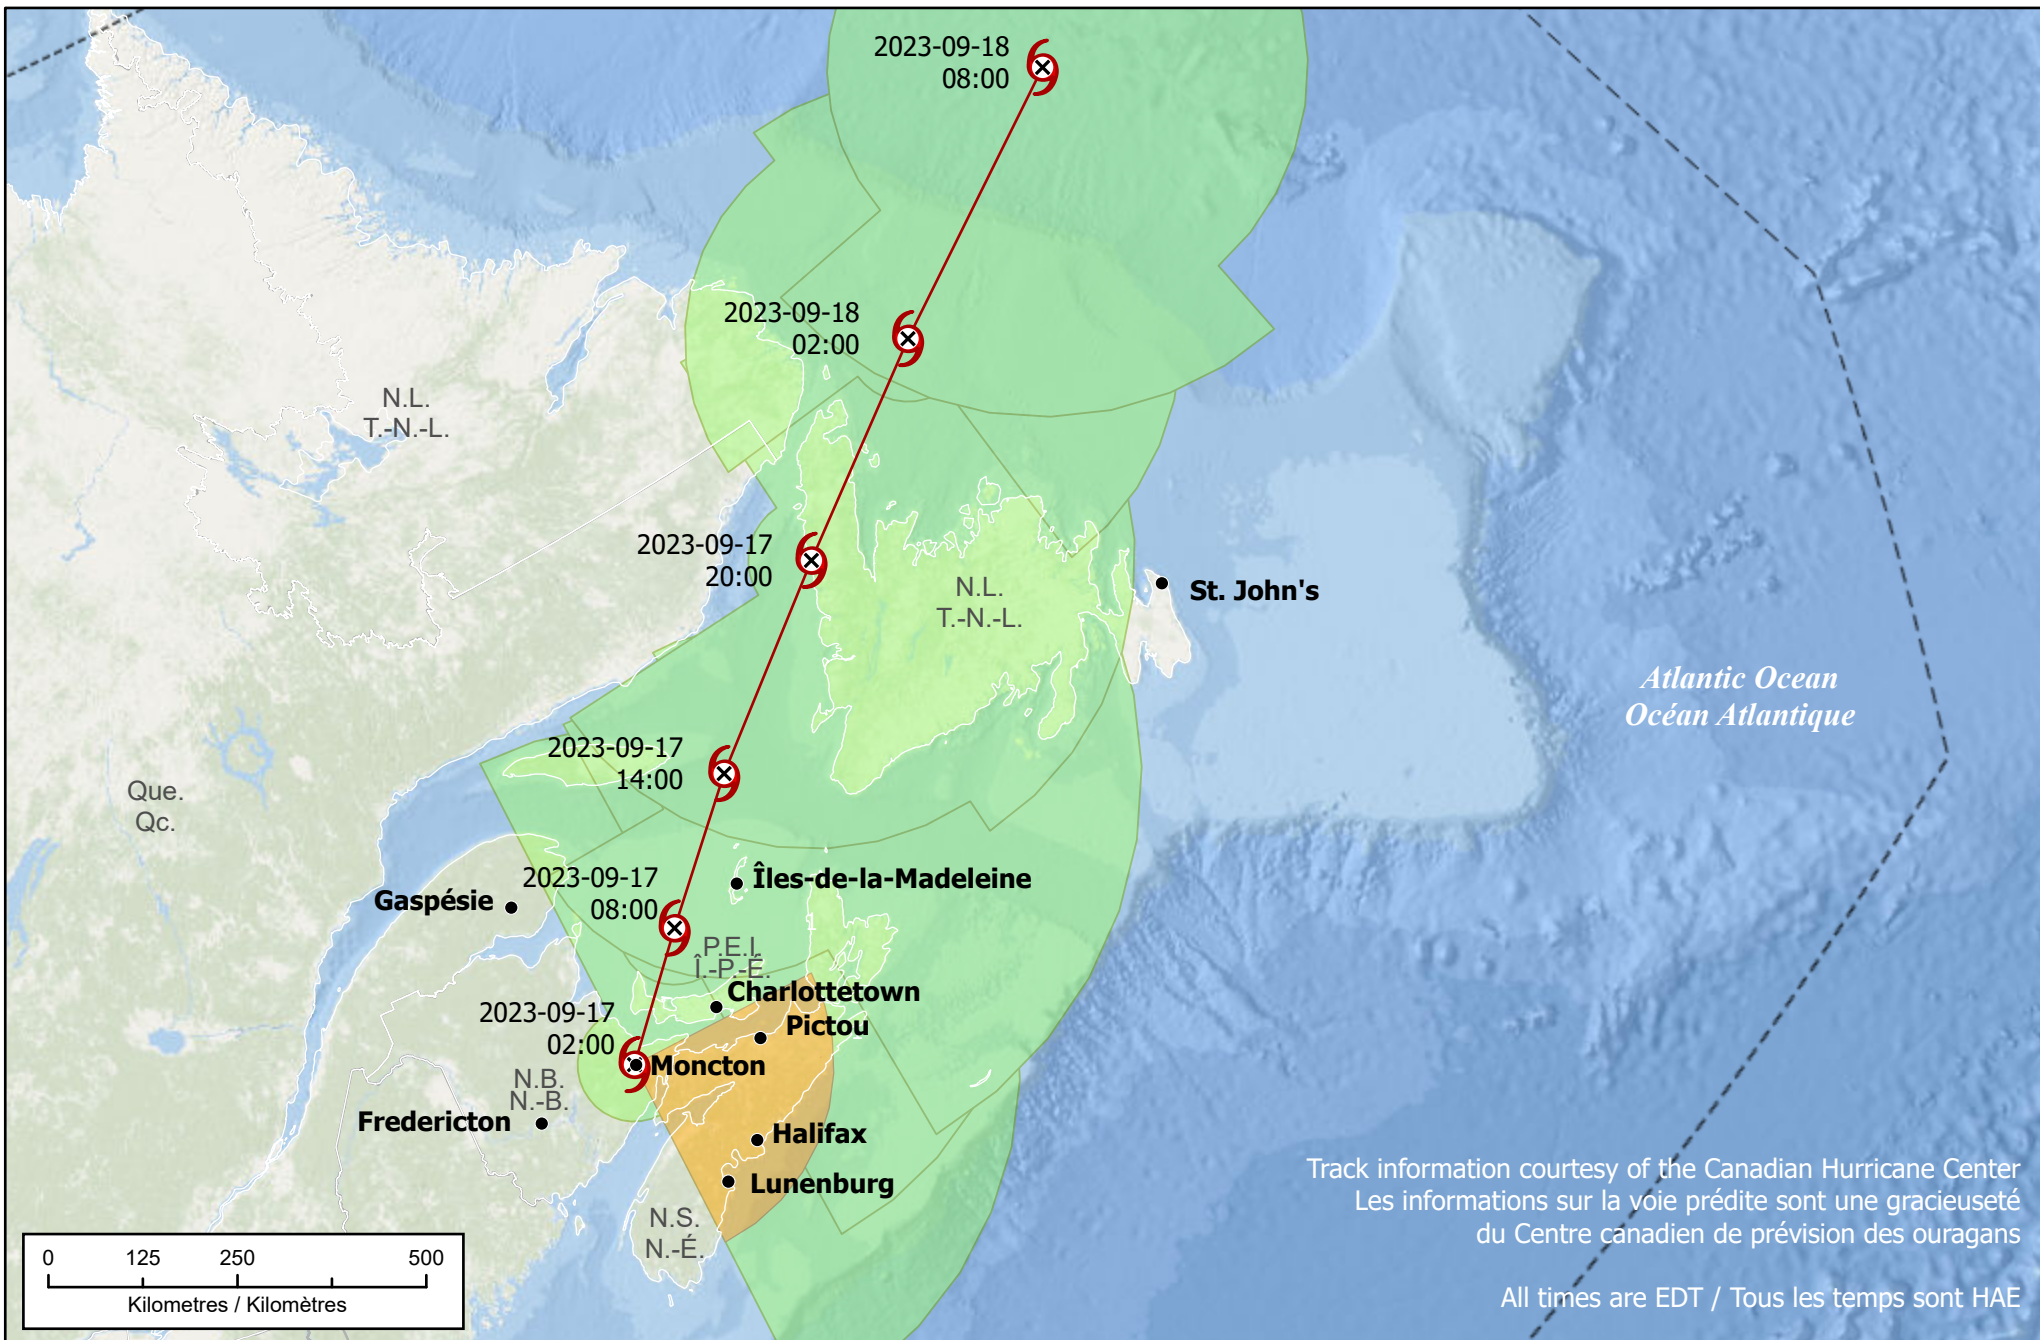 2023-09-18
08:00
2023-09-18
02:00
N.L.
T.-N.-L.
2023-09-17
20:00
N.L.
T.-N.-L.
St. John's
Atlantic Ocean
Océan Atlantique
2023-09-17
14:00
Que.
Qc.
2023-09-17
08:00
Îles-de-la-Madeleine
Gaspésie
P.E.I.
Î.-P.-É.
Charlottetown
2023-09-17
02:00
Pictou
Moncton
N.B.
N.-B.
Fredericton
Halifax
Lunenburg
N.S.
N.-É.
Track information courtesy of the Canadian Hurricane Center
Les informations sur la voie prédite sont une gracieuseté
du Centre canadien de prévision des ouragans
All times are EDT / Tous les temps sont HAE
0 125 250 500
Kilometres / Kilomètres